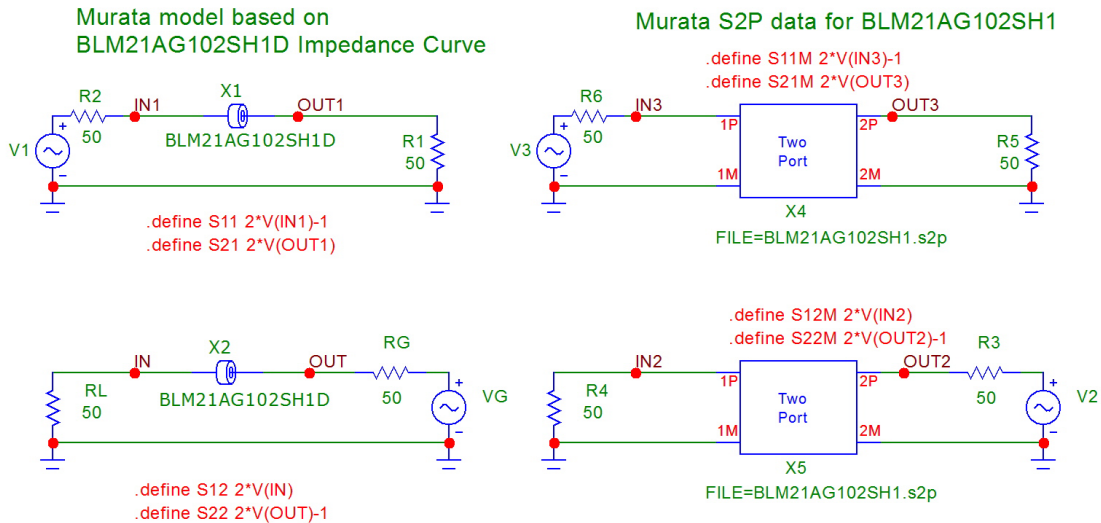 Murata model based on
BLM21AG102SH1D Impedance Curve
Murata S2P data for BLM21AG102SH1
.define S11M 2*V(IN3)-1
.define S21M 2*V(OUT3)
R2
50
IN1
X1
OUT1
BLM21AG102SH1D
V1
+
-
R1
50
.define S11 2*V(IN1)-1
.define S21 2*V(OUT1)
R6
50
IN3
OUT3
V3
+
-
1P
2P
Two
Port
1M
2M
R5
50
X4
FILE=BLM21AG102SH1.s2p
IN
X2
OUT
RG
50
BLM21AG102SH1D
RL
50
+
-
VG
.define S12 2*V(IN)
.define S22 2*V(OUT)-1
.define S12M 2*V(IN2)
.define S22M 2*V(OUT2)-1
IN2
OUT2
R3
50
R4
50
1P
2P
Two
Port
1M
2M
+
-
V2
X5
FILE=BLM21AG102SH1.s2p